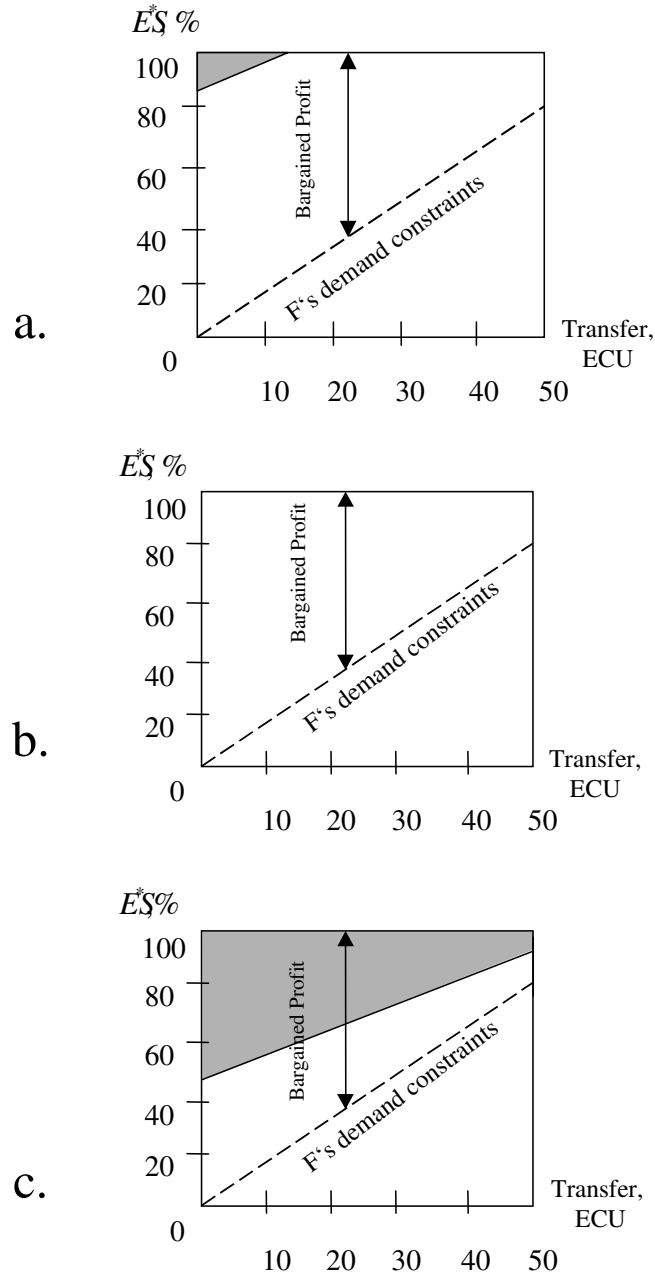 E*S, %
100
80
60
40
20
0
Bargained Profit
F's demand constraints
a.
Transfer,
ECU
10 20 30 40 50
E*S, %
100
80
60
40
20
0
Bargained Profit
F's demand constraints
b.
Transfer,
ECU
10 20 30 40 50
E*S,%
100
80
60
40
20
0
Bargained Profit
F's demand constraints
c.
Transfer,
ECU
10 20 30 40 50